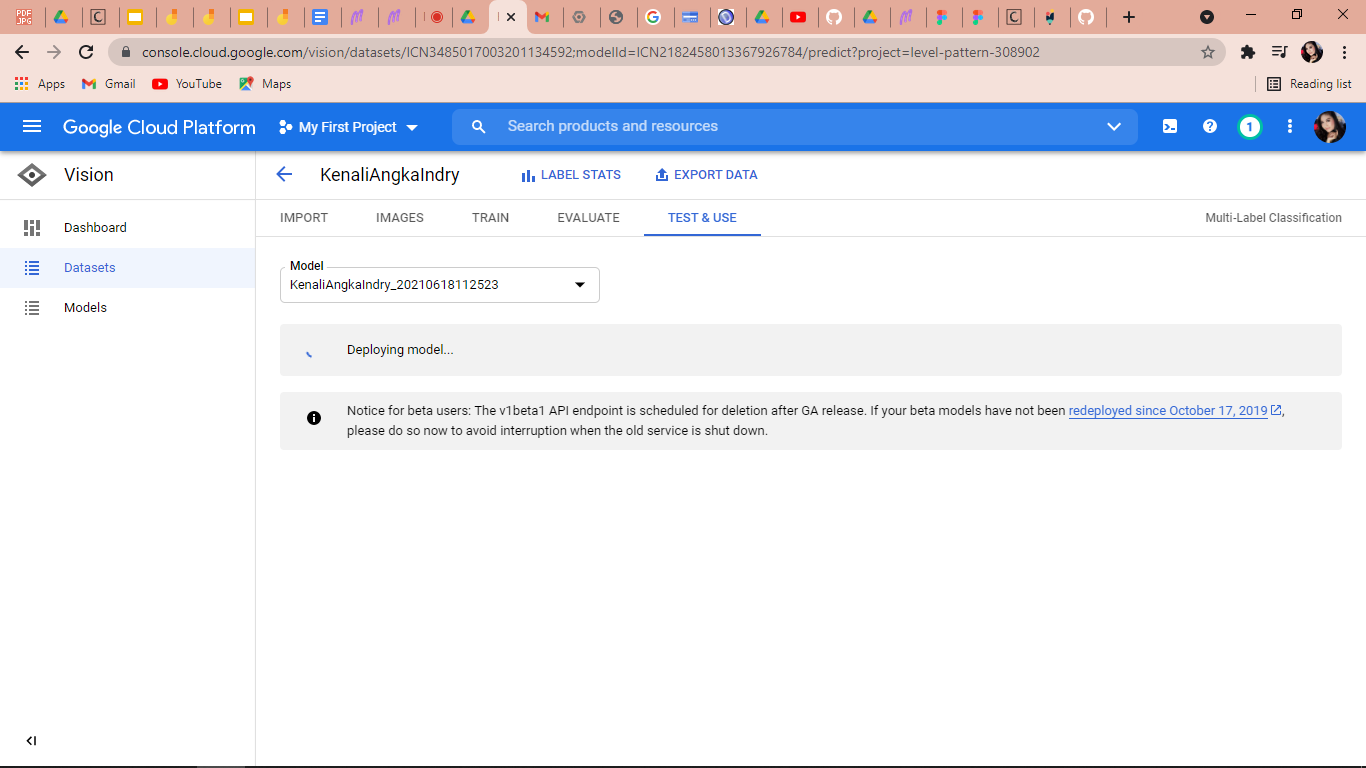 PDF
JPG
console.cloud.google.com/vision/datasets/ICN3485017003201134592;modelId=ICN2182458013367926784/predict?project=level-pattern-308902
Apps Gmail YouTube Maps Reading list
Google Cloud Platform My First Project Search products and resources 1
Vision KenaliAngkaIndry LABEL STATS EXPORT DATA
IMPORT IMAGES TRAIN EVALUATE TEST & USE Multi-Label Classification
Dashboard
Datasets
Models
Model
KenaliAngkaIndry_20210618112523
Deploying model...
Notice for beta users: The v1beta1 API endpoint is scheduled for deletion after GA release. If your beta models have not been redeployed since October 17, 2019,
please do so now to avoid interruption when the old service is shut down.